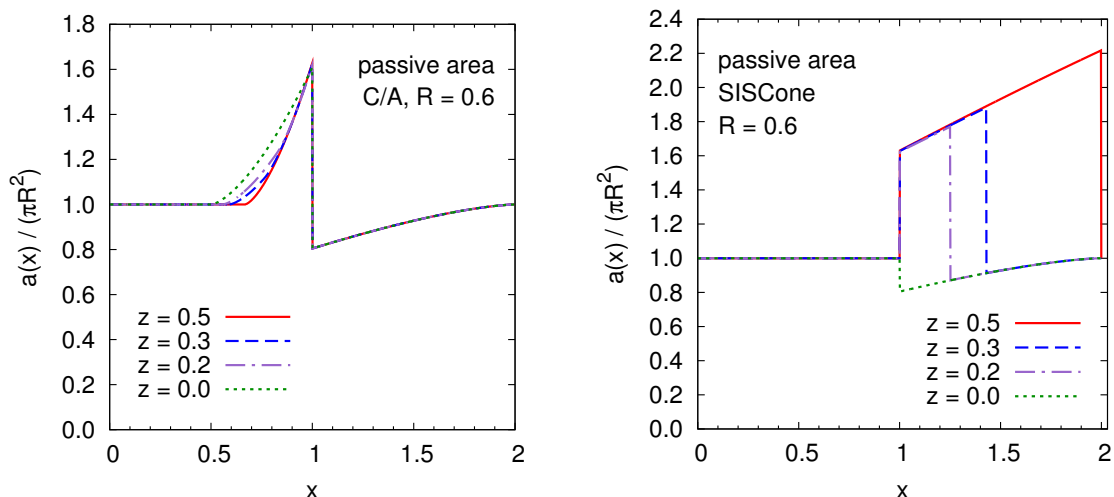 1.8
1.6
1.4
1.2
1.0
0.8
0.6
0.4
0.2
0.0
a(x) / (πR²)
passive area
C/A, R = 0.6
z = 0.5
z = 0.3
z = 0.2
z = 0.0
0 0.5 1 1.5 2
x
2.4
2.2
2.0
1.8
1.6
1.4
1.2
1.0
0.8
0.6
0.4
0.2
0.0
a(x) / (πR²)
passive area
SISCone
R = 0.6
z = 0.5
z = 0.3
z = 0.2
z = 0.0
0 0.5 1 1.5 2
x